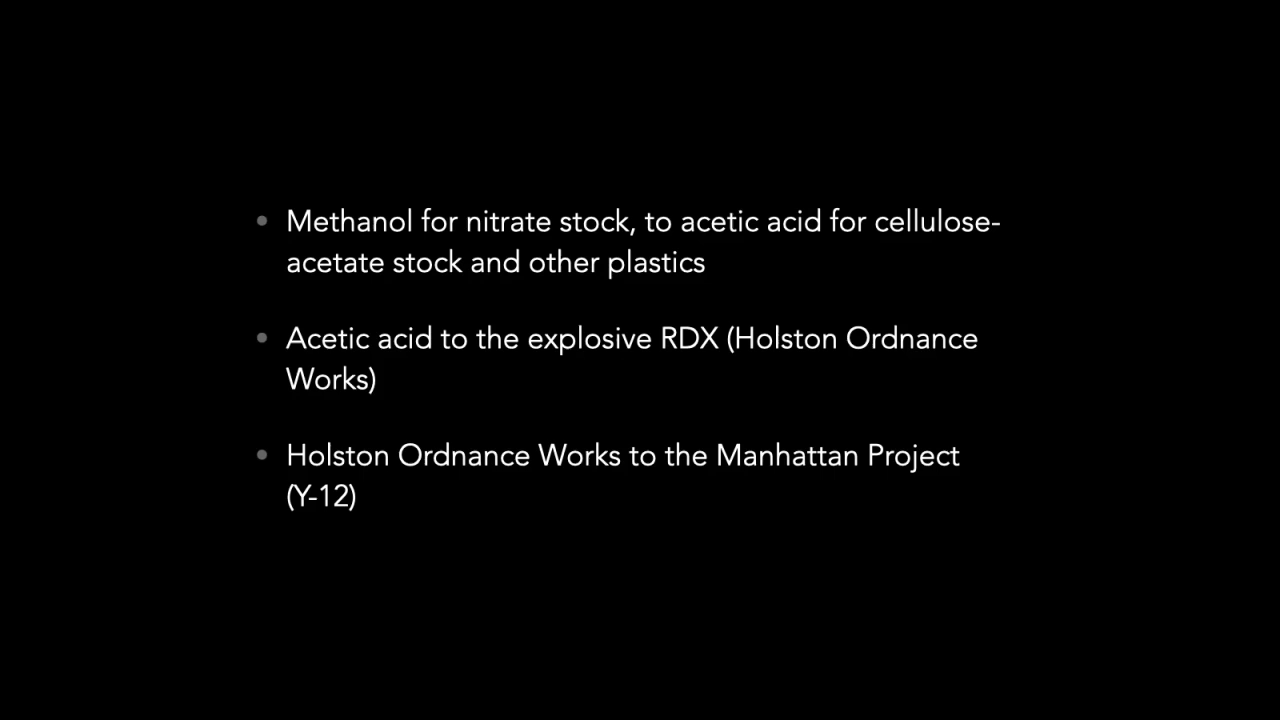 • Methanol for nitrate stock, to acetic acid for cellulose-
acetate stock and other plastics
• Acetic acid to the explosive RDX (Holston Ordnance
Works)
• Holston Ordnance Works to the Manhattan Project
(Y-12)